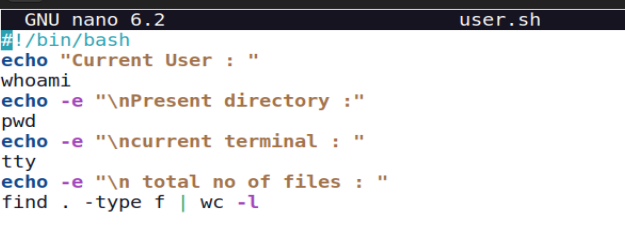 GNU nano 6.2 user.sh
#!/bin/bash
echo "Current User : "
whoami
echo -e "\nPresent directory :"
pwd
echo -e "\ncurrent terminal : "
tty
echo -e "\n total no of files : "
find . -type f | wc -l